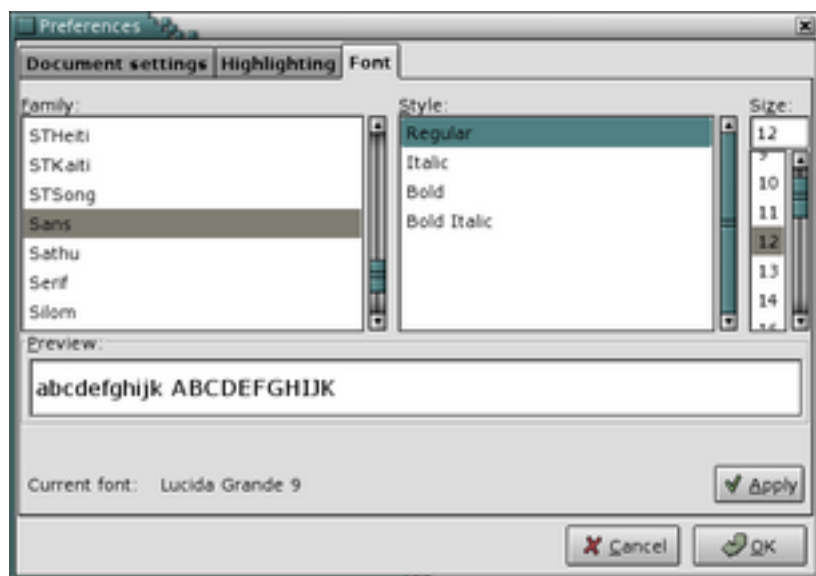 Preferences
Document settings Highlighting Font
Family: Style: Size:
12
STHeiti Regular
STKaiti Italic 10
STSong Bold 11
Sans Bold Italic 12
Sathu 13
Serif 14
Silom
Preview:
abcdefghijk ABCDEFGHIJK
Current font: Lucida Grande 9 Apply
Cancel OK